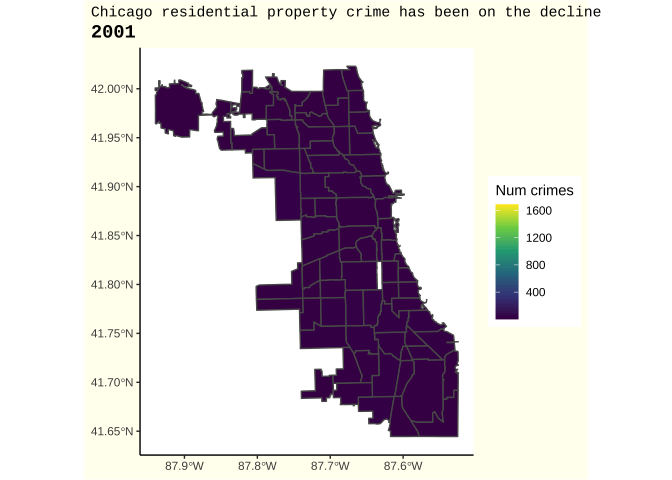 Chicago residential property crime has been on the decline
2001
42.00°N
41.95°N
41.90°N
41.85°N
41.80°N
41.75°N
41.70°N
41.65°N
87.9°W 87.8°W 87.7°W 87.6°W
Num crimes
1600
1200
800
400